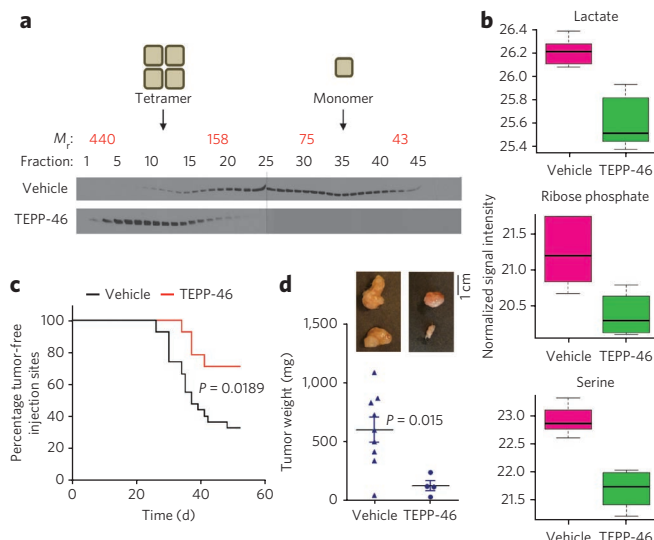 a
Tetramer Monomer
Mr: 440 158 75 43
Fraction: 1 5 10 15 20 25 30 35 40 45
Vehicle
TEPP-46
b
Lactate
26.4
26.2
25.8
25.6
25.4
Vehicle TEPP-46
Ribose phosphate
21.5
21.0
20.5
Vehicle TEPP-46
Serine
23.0
22.5
22.0
21.5
Vehicle TEPP-46
Normalized signal intensity
c
Vehicle TEPP-46
Percentage tumor-free
injection sites
100
80
60
40
20
0
P = 0.0189
0 20 40 60
Time (d)
d
1 cm
Tumor weight (mg)
1,500
1,000
500
0
P = 0.015
Vehicle TEPP-46